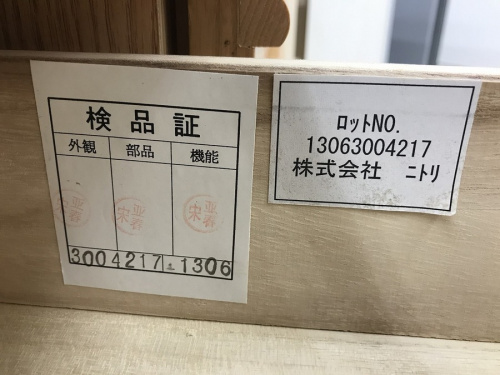 検品証
外観 部品 機能
3004217 1306
ロットNO.
13063004217
株式会社 ニトリ